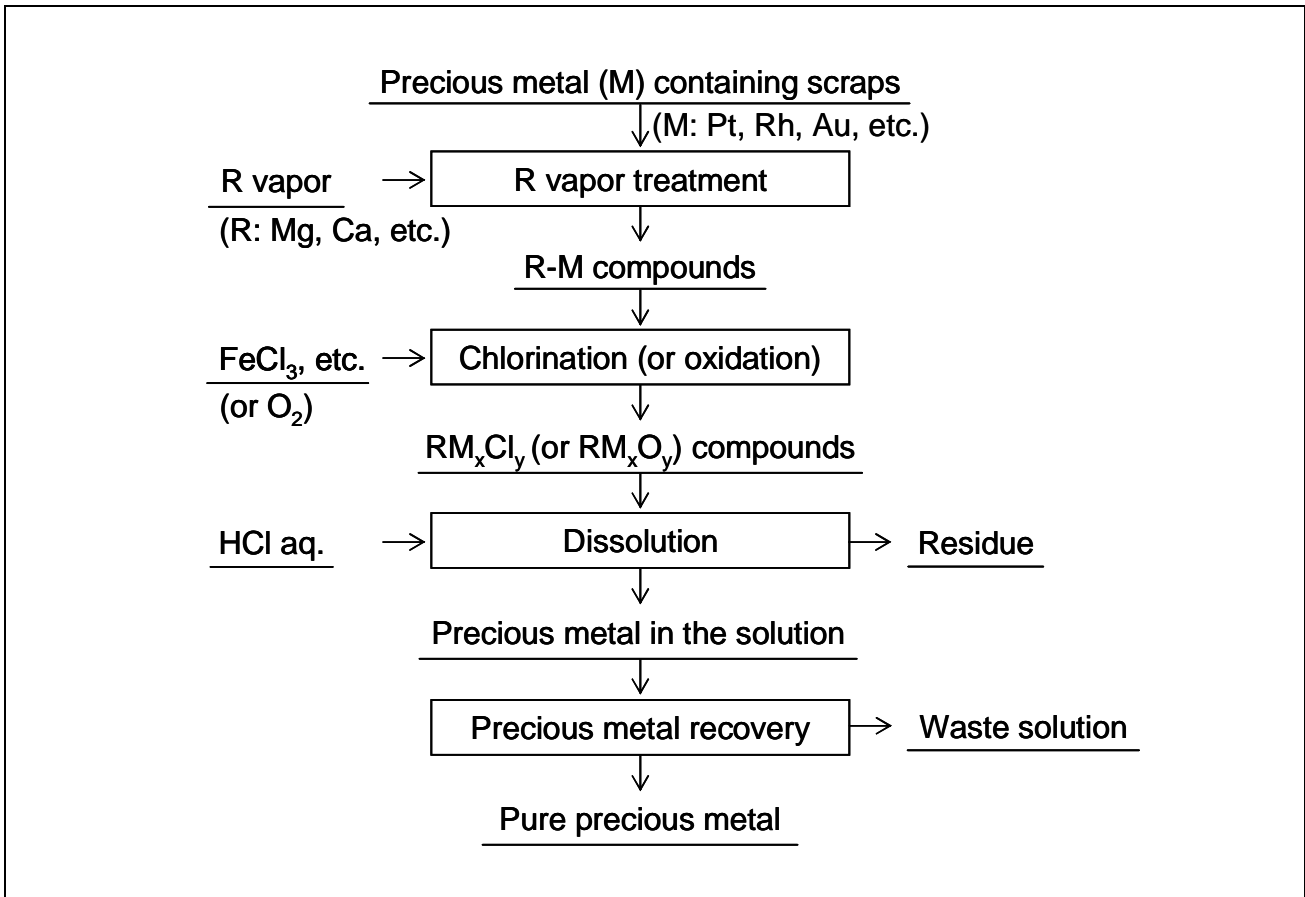 Precious metal (M) containing scraps
(M: Pt, Rh, Au, etc.)
R vapor
R vapor treatment
(R: Mg, Ca, etc.)
R-M compounds
FeCl₃, etc.
Chlorination (or oxidation)
(or O₂)
RMₓClᵧ (or RMₓOᵧ) compounds
HCl aq.
Dissolution
Residue
Precious metal in the solution
Precious metal recovery
Waste solution
Pure precious metal